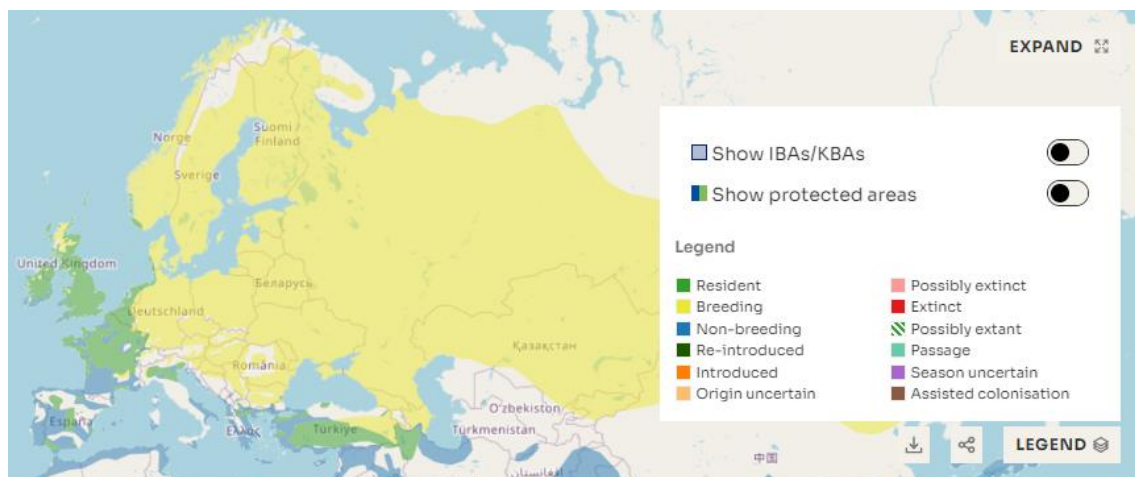 EXPAND
Show IBAs/KBAs
Show protected areas
Legend
Resident
Breeding
Non-breeding
Re-introduced
Introduced
Origin uncertain
Possibly extinct
Extinct
Possibly extant
Passage
Season uncertain
Assisted colonisation
LEGEND
Norge
Suomi /
Finland
Sverige
United Kingdom
Беларусь
Deutschland
Қазақстан
România
O'zbekiston
España
Ελλάς
Türkiye
Türkmenistan
中国
افغانستان